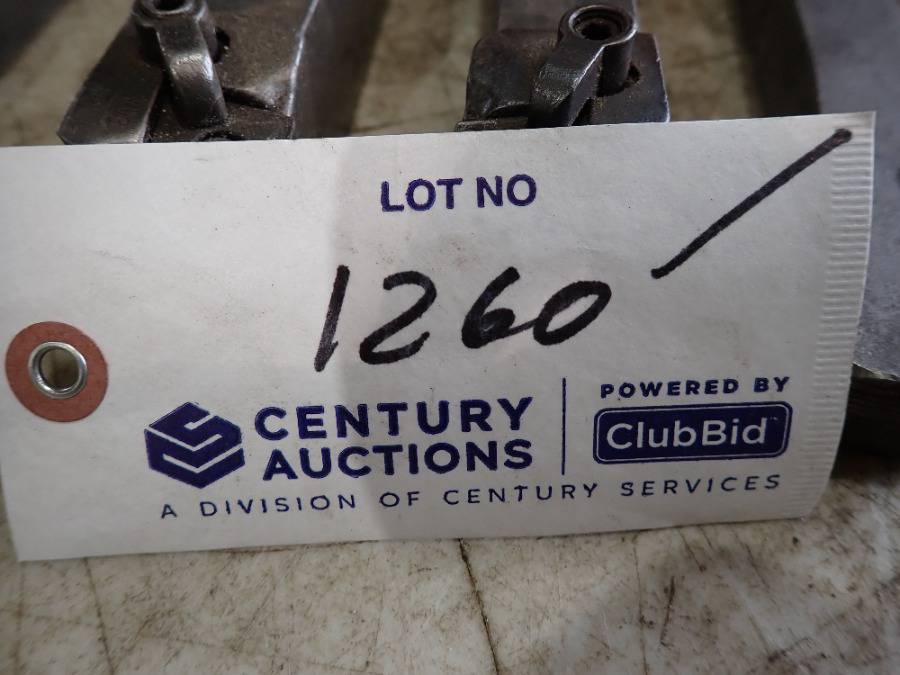 LOT NO
1260
CENTURY AUCTIONS
POWERED BY
ClubBid
A DIVISION OF CENTURY SERVICES